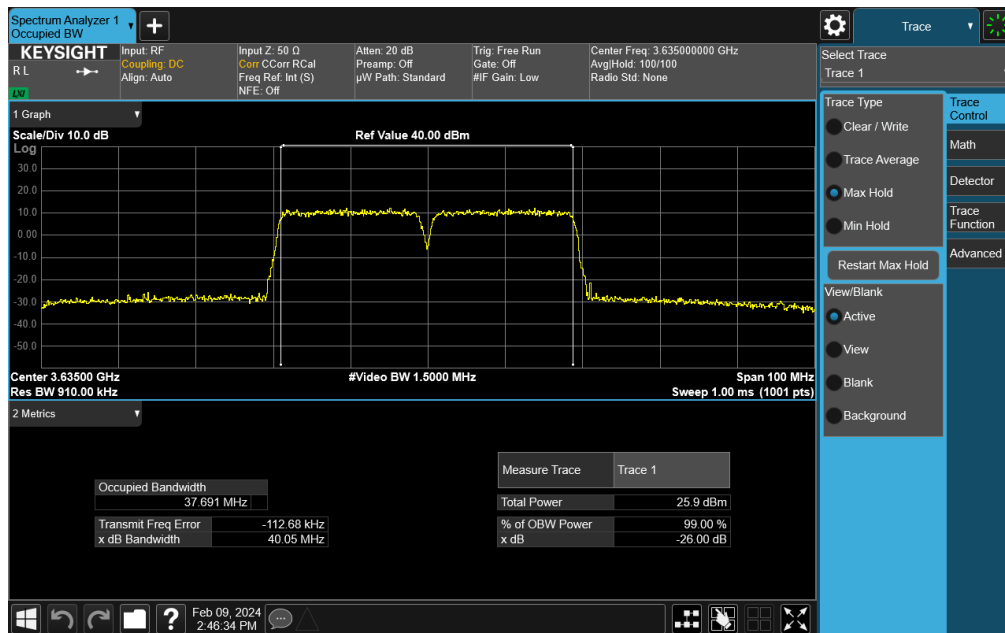 Spectrum Analyzer 1
Occupied BW
KEYSIGHT
R L
LXI
Input: RF
Coupling: DC
Align: Auto
Input Z: 50 Ω
Corr CCorr RCal
Freq Ref: Int (S)
NFE: Off
Atten: 20 dB
Preamp: Off
µW Path: Standard
Trig: Free Run
Gate: Off
#IF Gain: Low
Center Freq: 3.635000000 GHz
Avg|Hold: 100/100
Radio Std: None
1 Graph
Scale/Div 10.0 dB
Ref Value 40.00 dBm
Log
30.0
20.0
10.0
0.00
-10.0
-20.0
-30.0
-40.0
-50.0
Center 3.63500 GHz
#Video BW 1.5000 MHz
Span 100 MHz
Res BW 910.00 kHz
Sweep 1.00 ms (1001 pts)
2 Metrics
Occupied Bandwidth
37.691 MHz
Transmit Freq Error -112.68 kHz
x dB Bandwidth 40.05 MHz
Measure Trace Trace 1
Total Power 25.9 dBm
% of OBW Power 99.00 %
x dB -26.00 dB
Feb 09, 2024
2:46:34 PM
Trace
Select Trace
Trace 1
Trace Type
Clear / Write
Trace Average
Max Hold
Min Hold
Restart Max Hold
View/Blank
Active
View
Blank
Background
Trace
Control
Math
Detector
Trace
Function
Advanced